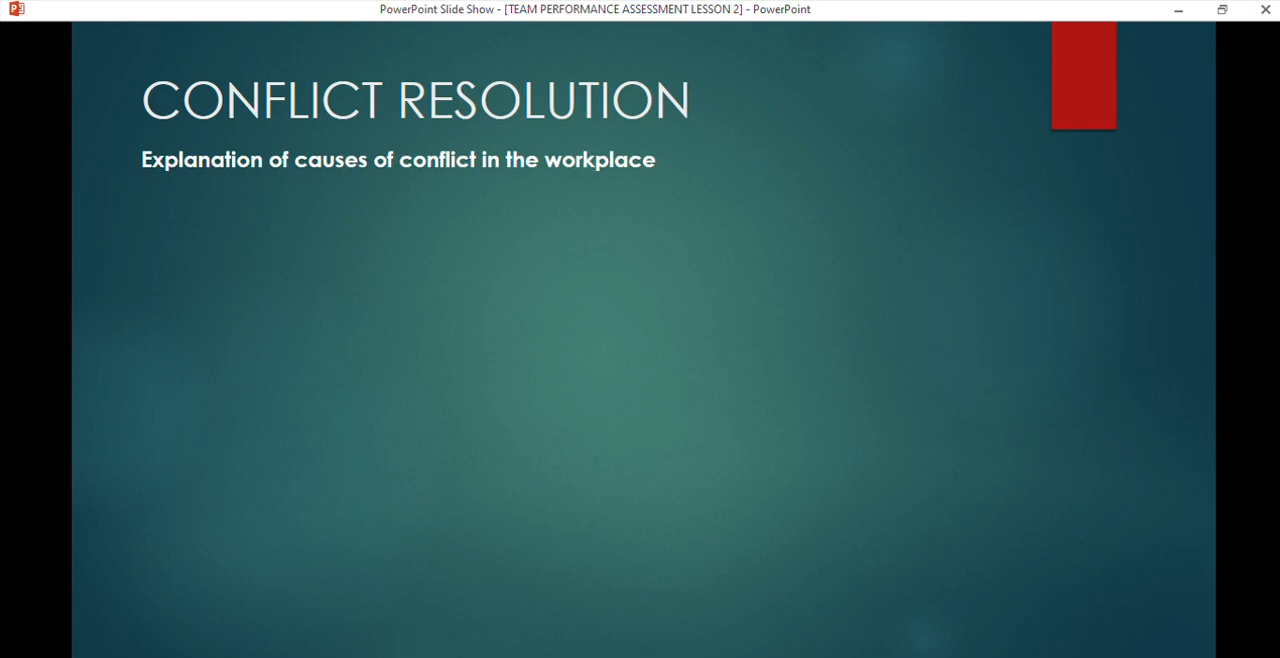 PowerPoint Slide Show - [TEAM PERFORMANCE ASSESSMENT LESSON 2] - PowerPoint
CONFLICT RESOLUTION
Explanation of causes of conflict in the workplace